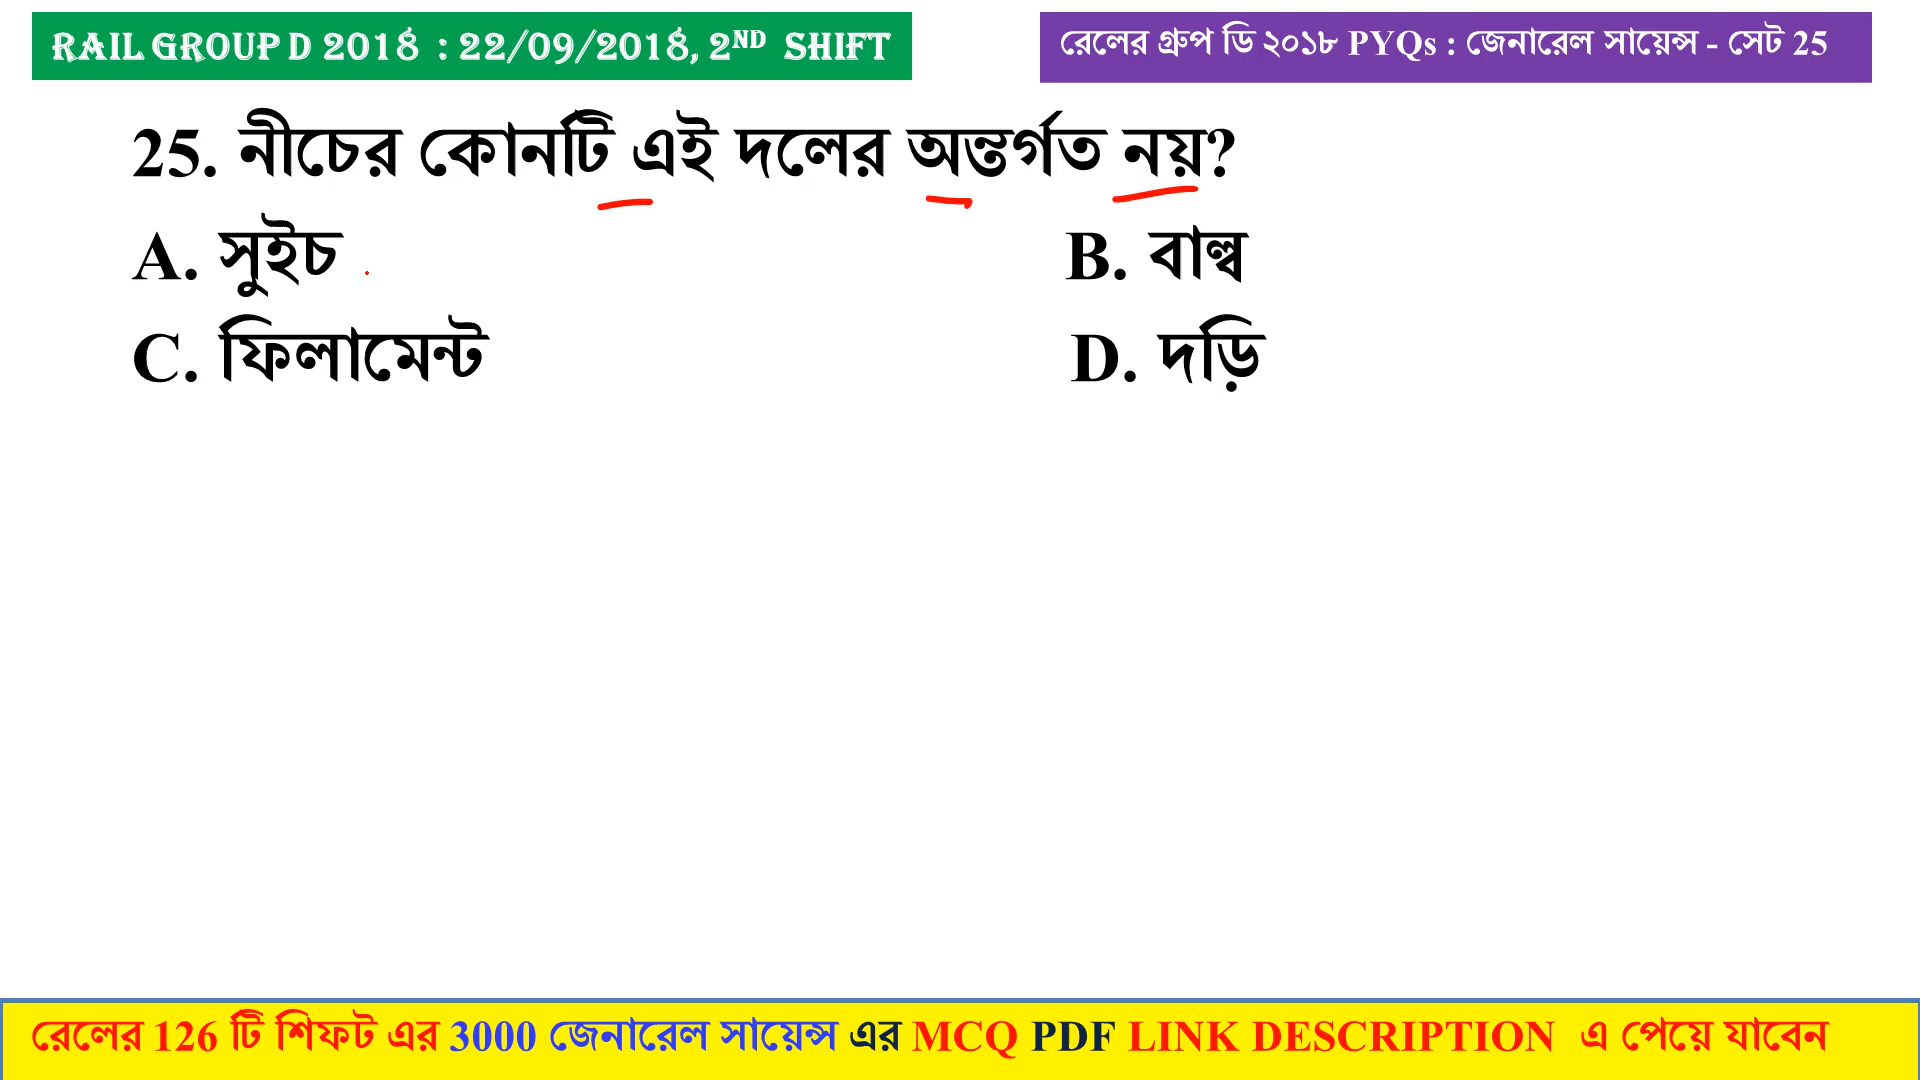 RAIL GROUP D 2018 : 22/09/2018, 2ND SHIFT
রেলের গ্রুপ ডি ২০১৮ PYQs : জেনারেল সায়েন্স - সেট 25
25. নীচের কোনটি এই দলের অন্তর্গত নয়?
A. সুইচ
B. বাল্ব
C. ফিলামেন্ট
D. দড়ি
রেলের 126 টি শিফট এর 3000 জেনারেল সায়েন্স এর MCQ PDF LINK DESCRIPTION এ পেয়ে যাবেন